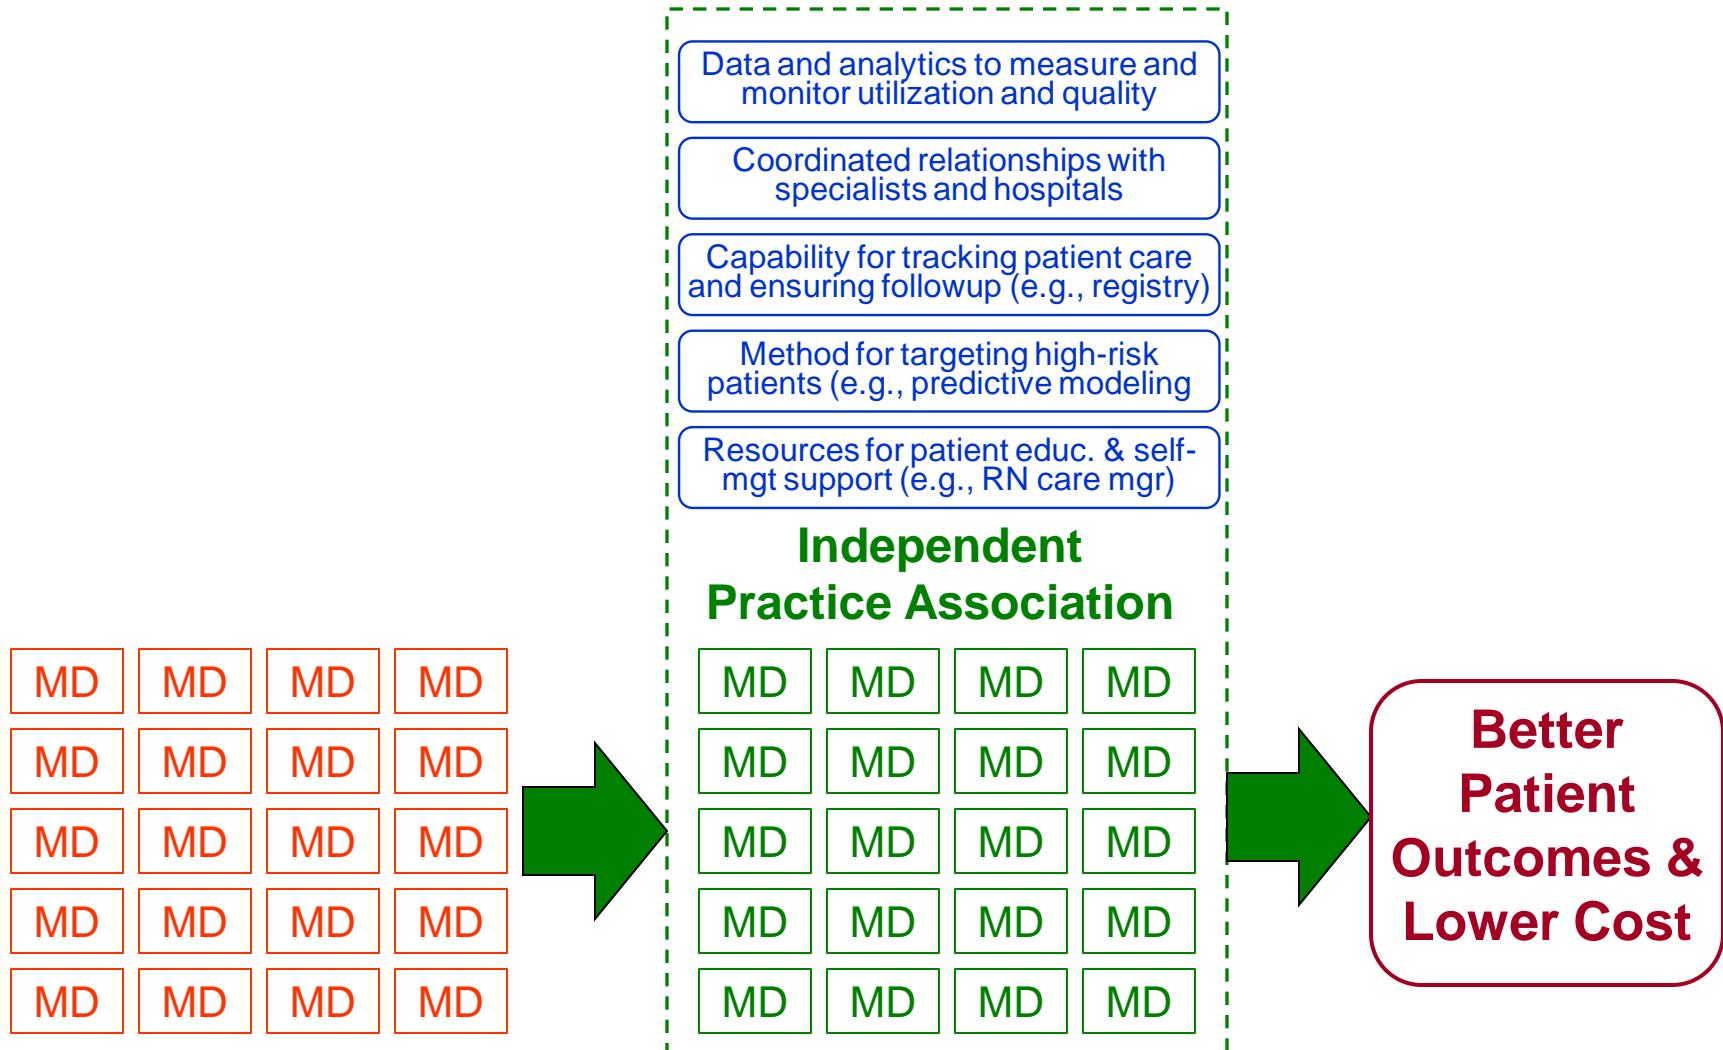 Data and analytics to measure and
monitor utilization and quality
Coordinated relationships with
specialists and hospitals
Capability for tracking patient care
and ensuring followup (e.g., registry)
Method for targeting high-risk
patients (e.g., predictive modeling
Resources for patient educ. & self-
mgt support (e.g., RN care mgr)
Independent
Practice Association
MD MD MD MD
MD MD MD MD
MD MD MD MD
MD MD MD MD
MD MD MD MD
MD MD MD MD
MD MD MD MD
MD MD MD MD
MD MD MD MD
MD MD MD MD
Better
Patient
Outcomes &
Lower Cost